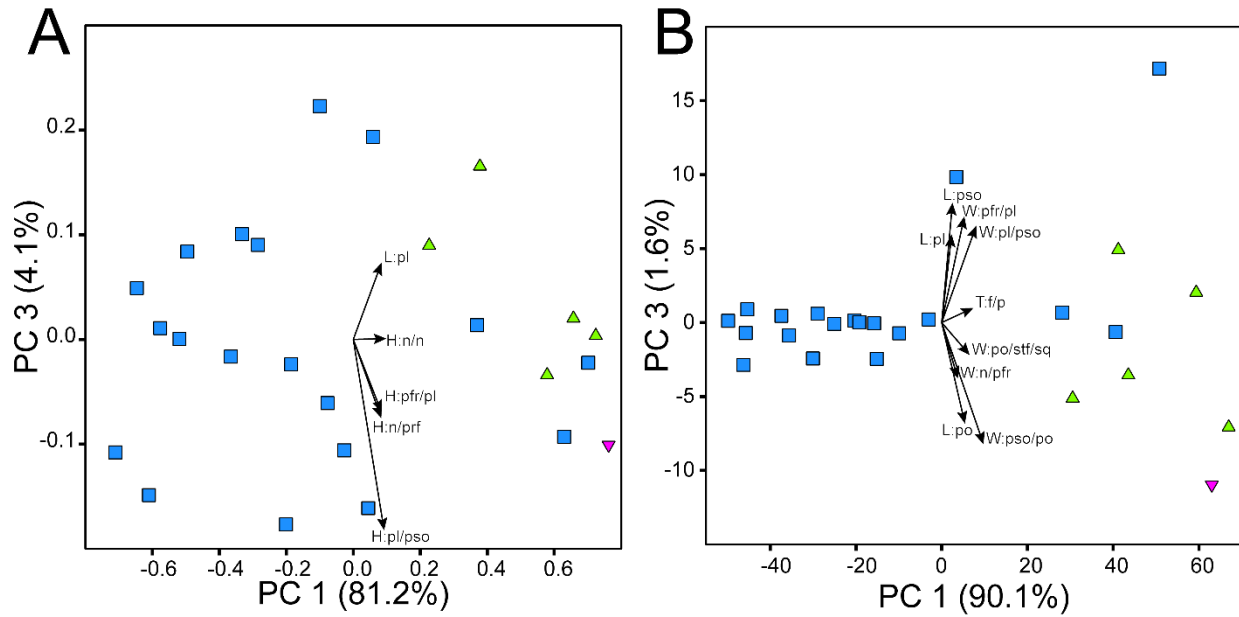 A
PC 3 (4.1%)
0.2
0.1
0.0
-0.1
L:pl
H:n/n
H:pfr/pl
H:n/prf
H:pl/pso
-0.6
-0.4
-0.2
0.0
0.2
0.4
0.6
PC 1 (81.2%)
B
PC 3 (1.6%)
15
10
5
0
-5
-10
L:pso
W:pfr/pl
W:pl/pso
L:pl
T:f/p
W:po/stf/sq
W:n/pfr
L:po
W:pso/po
-40
-20
0
20
40
60
PC 1 (90.1%)